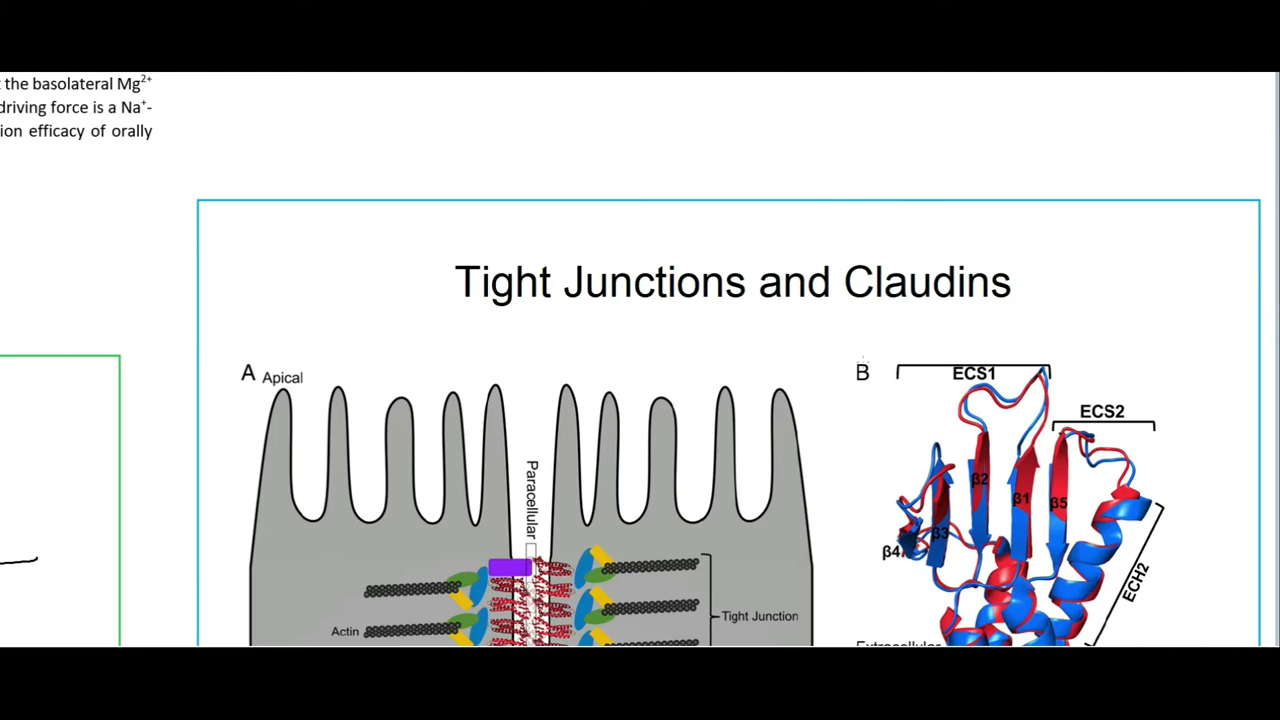 t the basolateral Mg2+
driving force is a Na+-
ion efficacy of orally
Tight Junctions and Claudins
A Apical
Paracellular
Actin
Tight Junction
B
ECS1
ECS2
β2
β1
β5
β3
β4
ECH2
Extracellular